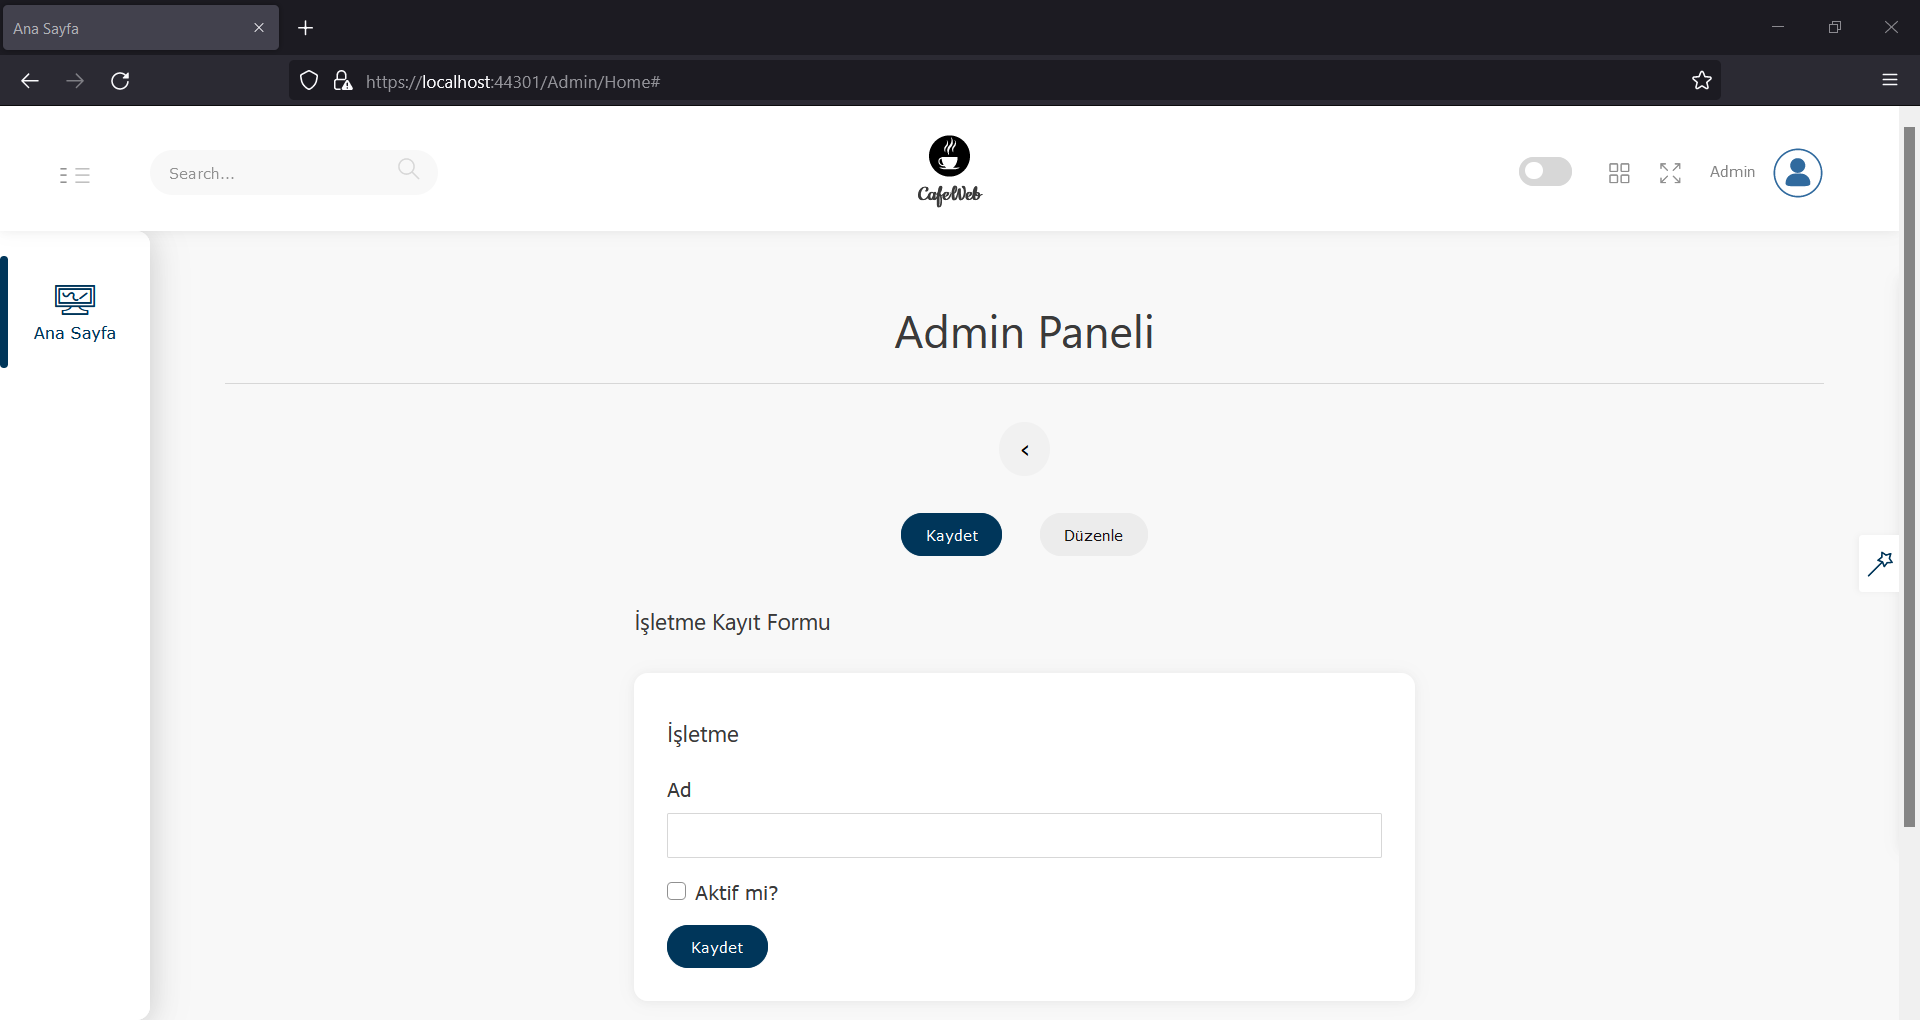 Ana Sayfa
https://localhost:44301/Admin/Home#
Search...
CafeWeb
Admin
Ana Sayfa
Admin Paneli
<
Kaydet
Düzenle
İşletme Kayıt Formu
İşletme
Ad
Aktif mi?
Kaydet